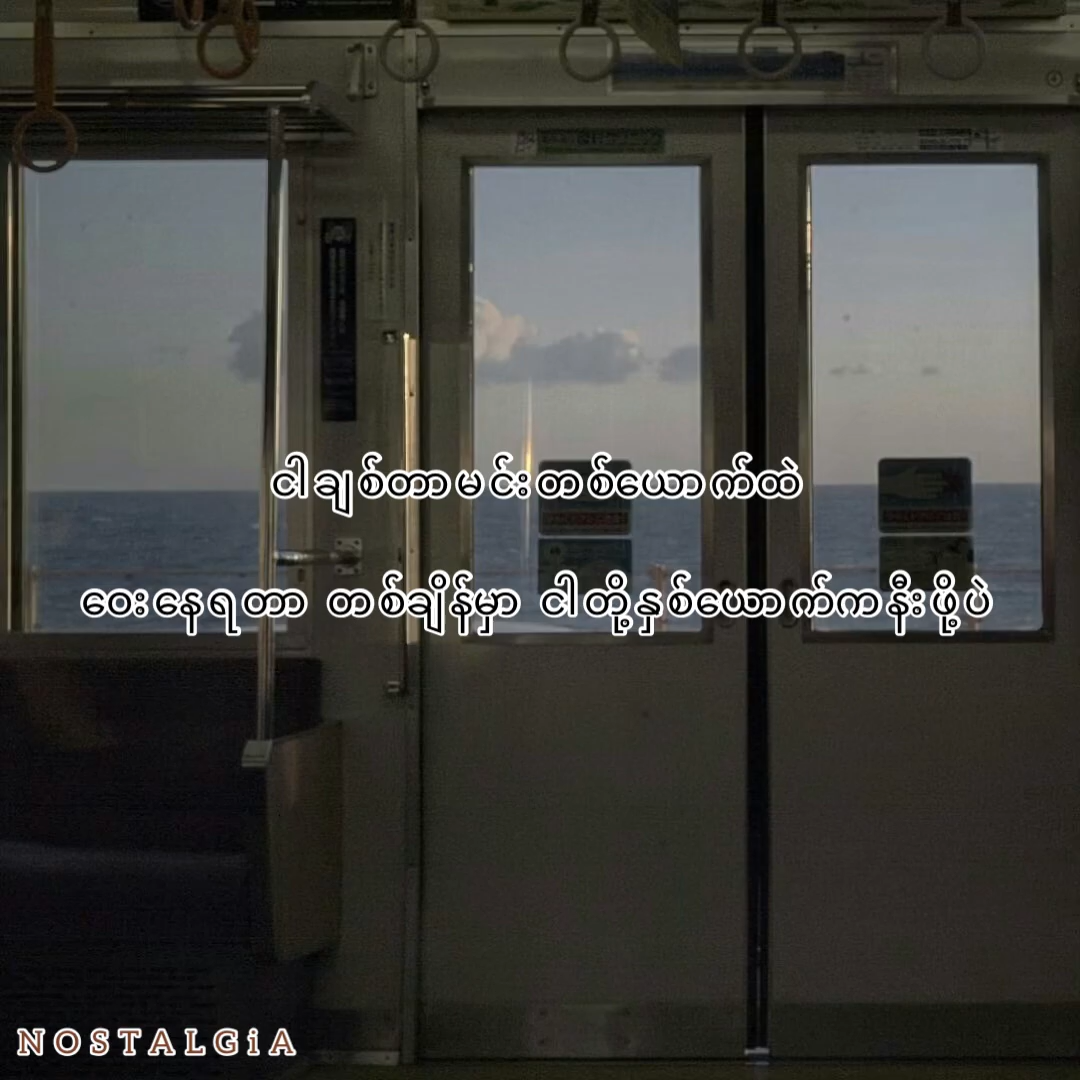 ငါချစ်တာမင်းတစ်ယောက်ထဲ
ဝေးနေရတာ တစ်ချိန်မှာ ငါတို့နှစ်ယောက်ကနီးဖို့ပဲ
NOSTALGiA